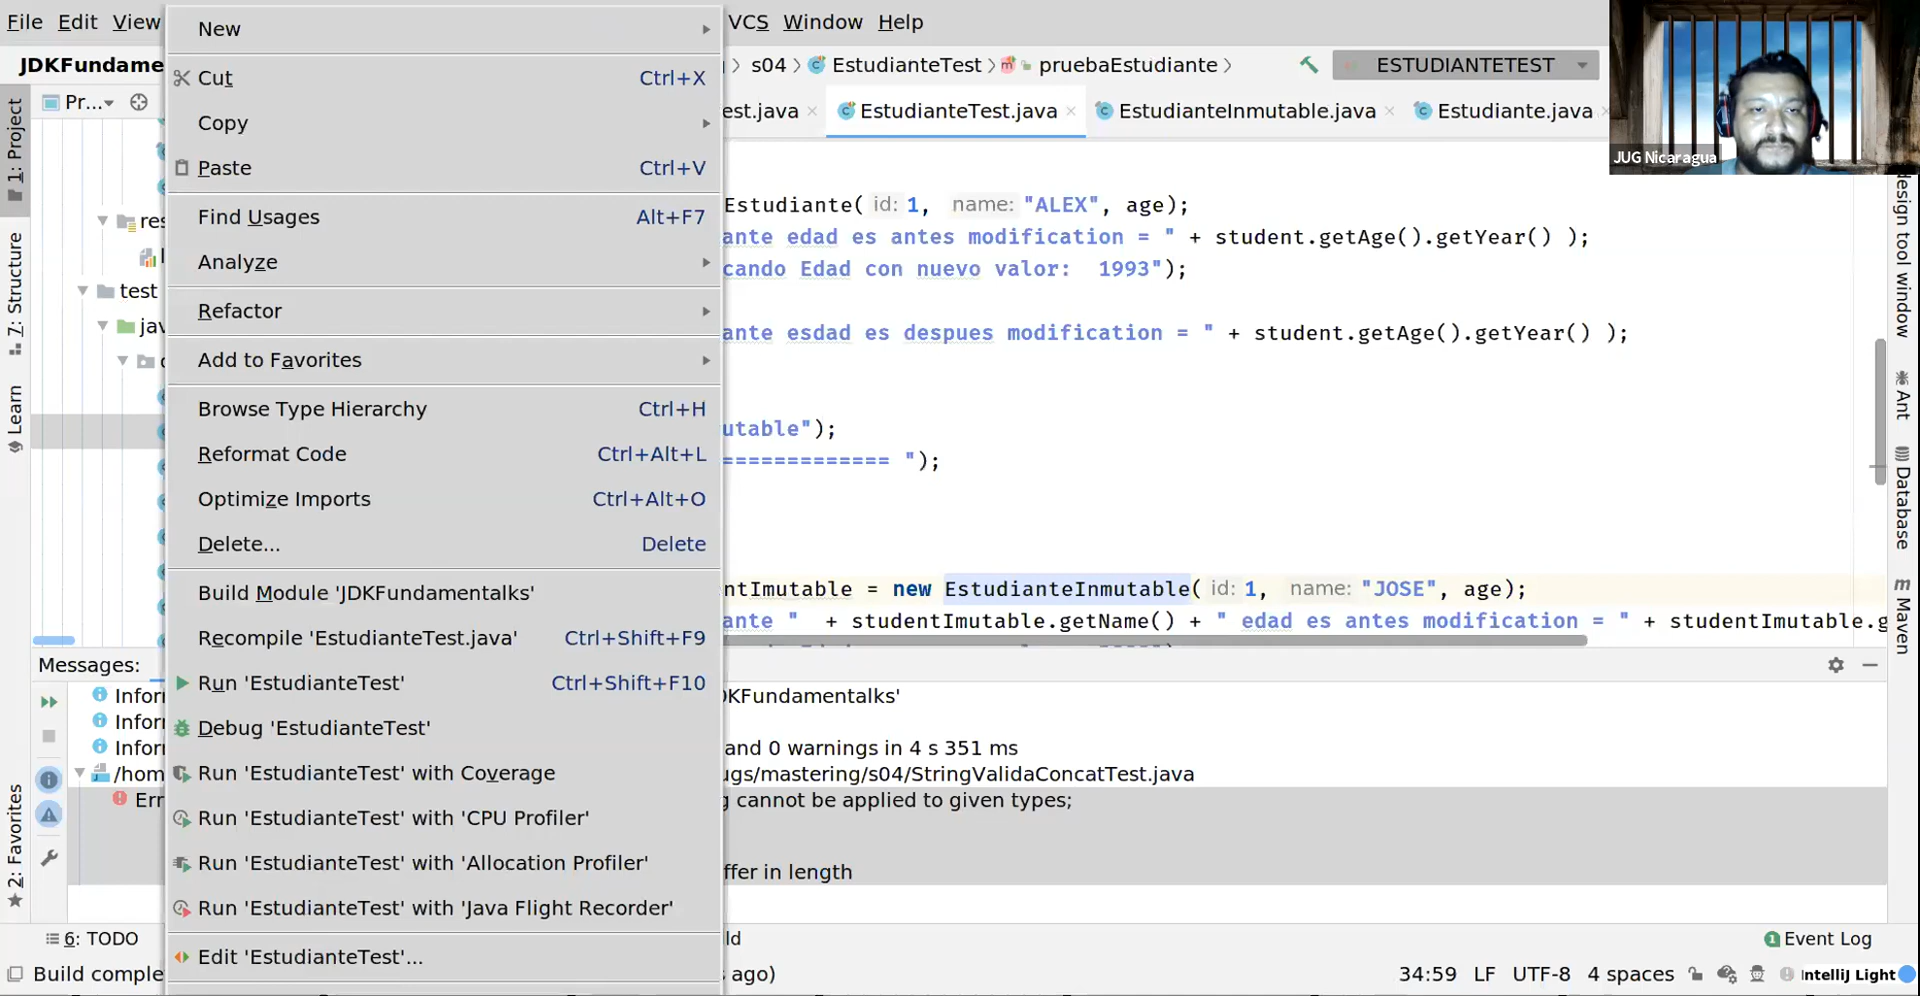 File Edit View VCS Window Help
JDKFundame s04 EstudianteTest pruebaEstudiante ESTUDIANTETEST
Pr... est.java EstudianteTest.java EstudianteInmutable.java Estudiante.java
JUG Nicaragua
1: Project
7: Structure
Learn
2: Favorites
res
test
jav
New
Cut Ctrl+X
Copy
Paste Ctrl+V
Find Usages Alt+F7
Analyze
Refactor
Add to Favorites
Browse Type Hierarchy Ctrl+H
Reformat Code Ctrl+Alt+L
Optimize Imports Ctrl+Alt+O
Delete... Delete
Build Module 'JDKFundamentalks'
Recompile 'EstudianteTest.java' Ctrl+Shift+F9
Run 'EstudianteTest' Ctrl+Shift+F10
Debug 'EstudianteTest'
Run 'EstudianteTest' with Coverage
Run 'EstudianteTest' with 'CPU Profiler'
Run 'EstudianteTest' with 'Allocation Profiler'
Run 'EstudianteTest' with 'Java Flight Recorder'
Edit 'EstudianteTest'...
Estudiante( id: 1, name: "ALEX", age);
ante edad es antes modification = " + student.getAge().getYear() );
cando Edad con nuevo valor: 1993");
ante esdad es despues modification = " + student.getAge().getYear() );
utable");
============= ");
ntImutable = new EstudianteInmutable( id: 1, name: "JOSE", age);
ante " + studentImutable.getName() + " edad es antes modification = " + studentImutable.g
design tool window
Ant
Database
Maven
Messages:
Inforr DKFundamentalks'
Inforr
Inforr and 0 warnings in 4 s 351 ms
/hom ugs/mastering/s04/StringValidaConcatTest.java
Err g cannot be applied to given types;
ffer in length
6: TODO ld Event Log
Build comple ago) 34:59 LF UTF-8 4 spaces IntelliJ Light